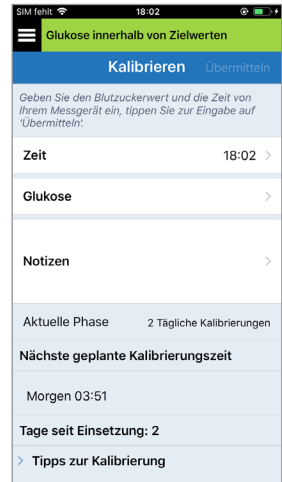 SIM fehlt 18:02
Glukose innerhalb von Zielwerten
Kalibrieren Übermitteln
Geben Sie den Blutzuckerwert und die Zeit von
Ihrem Messgerät ein, tippen Sie zur Eingabe auf
'Übermitteln'.
Zeit 18:02
Glukose
Notizen
Aktuelle Phase 2 Tägliche Kalibrierungen
Nächste geplante Kalibrierungszeit
Morgen 03:51
Tage seit Einsetzung: 2
Tipps zur Kalibrierung